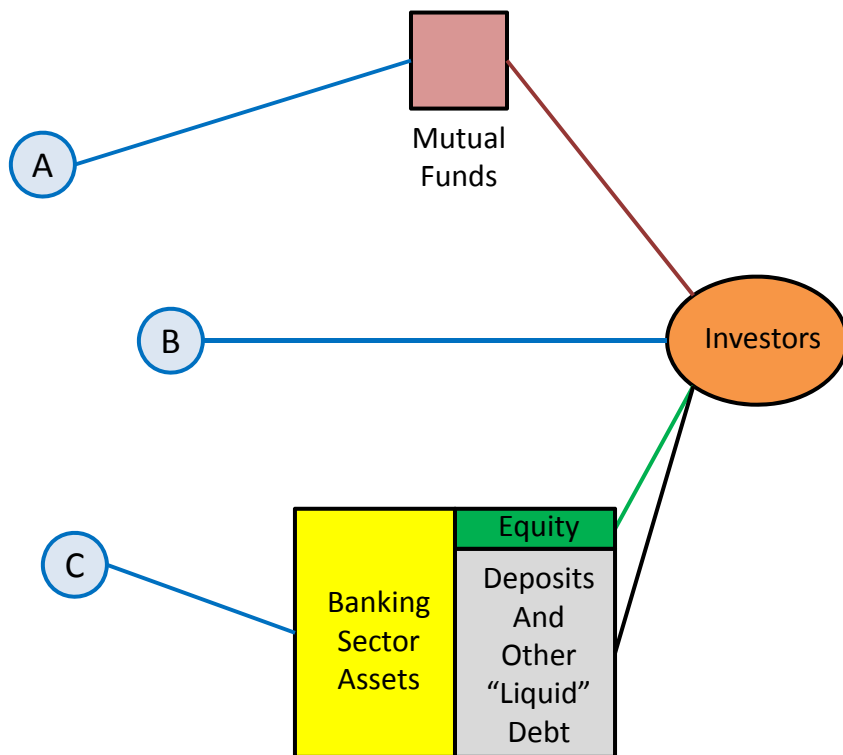 Mutual
Funds
A
B
Investors
C
Banking
Sector
Assets
Equity
Deposits
And
Other
“Liquid”
Debt